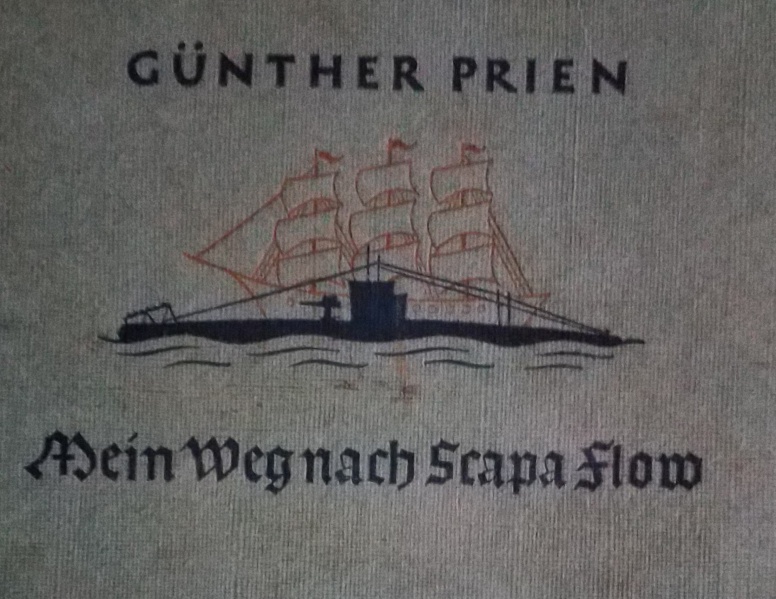 GÜNTHER PRIEN
Mein Weg nach Scapa Flow